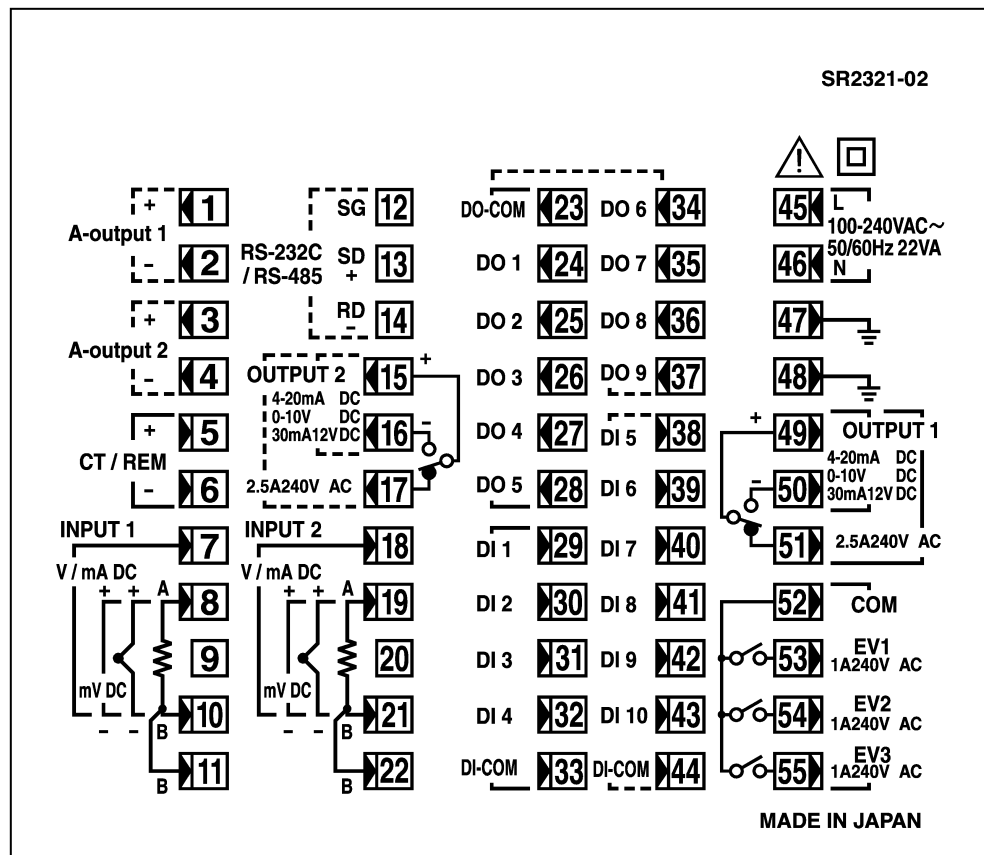 SR2321-02
+ 1
A-output 1
- 2
+ 3
A-output 2
- 4
+ 5
CT / REM
- 6
INPUT 1
7
V / mA DC
+ + A 8
9
mV DC
10
- - B
11
B
SG 12
RS-232C
/ RS-485
SD
+
13
RD
-
14
OUTPUT 2
15 +
4-20mA DC
0-10V DC
30mA12V DC
16 -
2.5A240V AC 17
INPUT 2
18
V / mA DC
+ + A 19
20
mV DC
21
- - B
22
B
DO-COM 23
DO 1 24
DO 2 25
DO 3 26
DO 4 27
DO 5 28
DI 1 29
DI 2 30
DI 3 31
DI 4 32
DI-COM 33
DO 6 34
DO 7 35
DO 8 36
DO 9 37
DI 5 38
DI 6 39
DI 7 40
DI 8 41
DI 9 42
DI 10 43
DI-COM 44
!
45 L
100-240VAC～
50/60Hz 22VA
46 N
47
48
+ 49 OUTPUT 1
4-20mA DC
0-10V DC
- 50 30mA12V DC
51 2.5A240V AC
52 COM
53 EV1
1A240V AC
54 EV2
1A240V AC
55 EV3
1A240V AC
MADE IN JAPAN